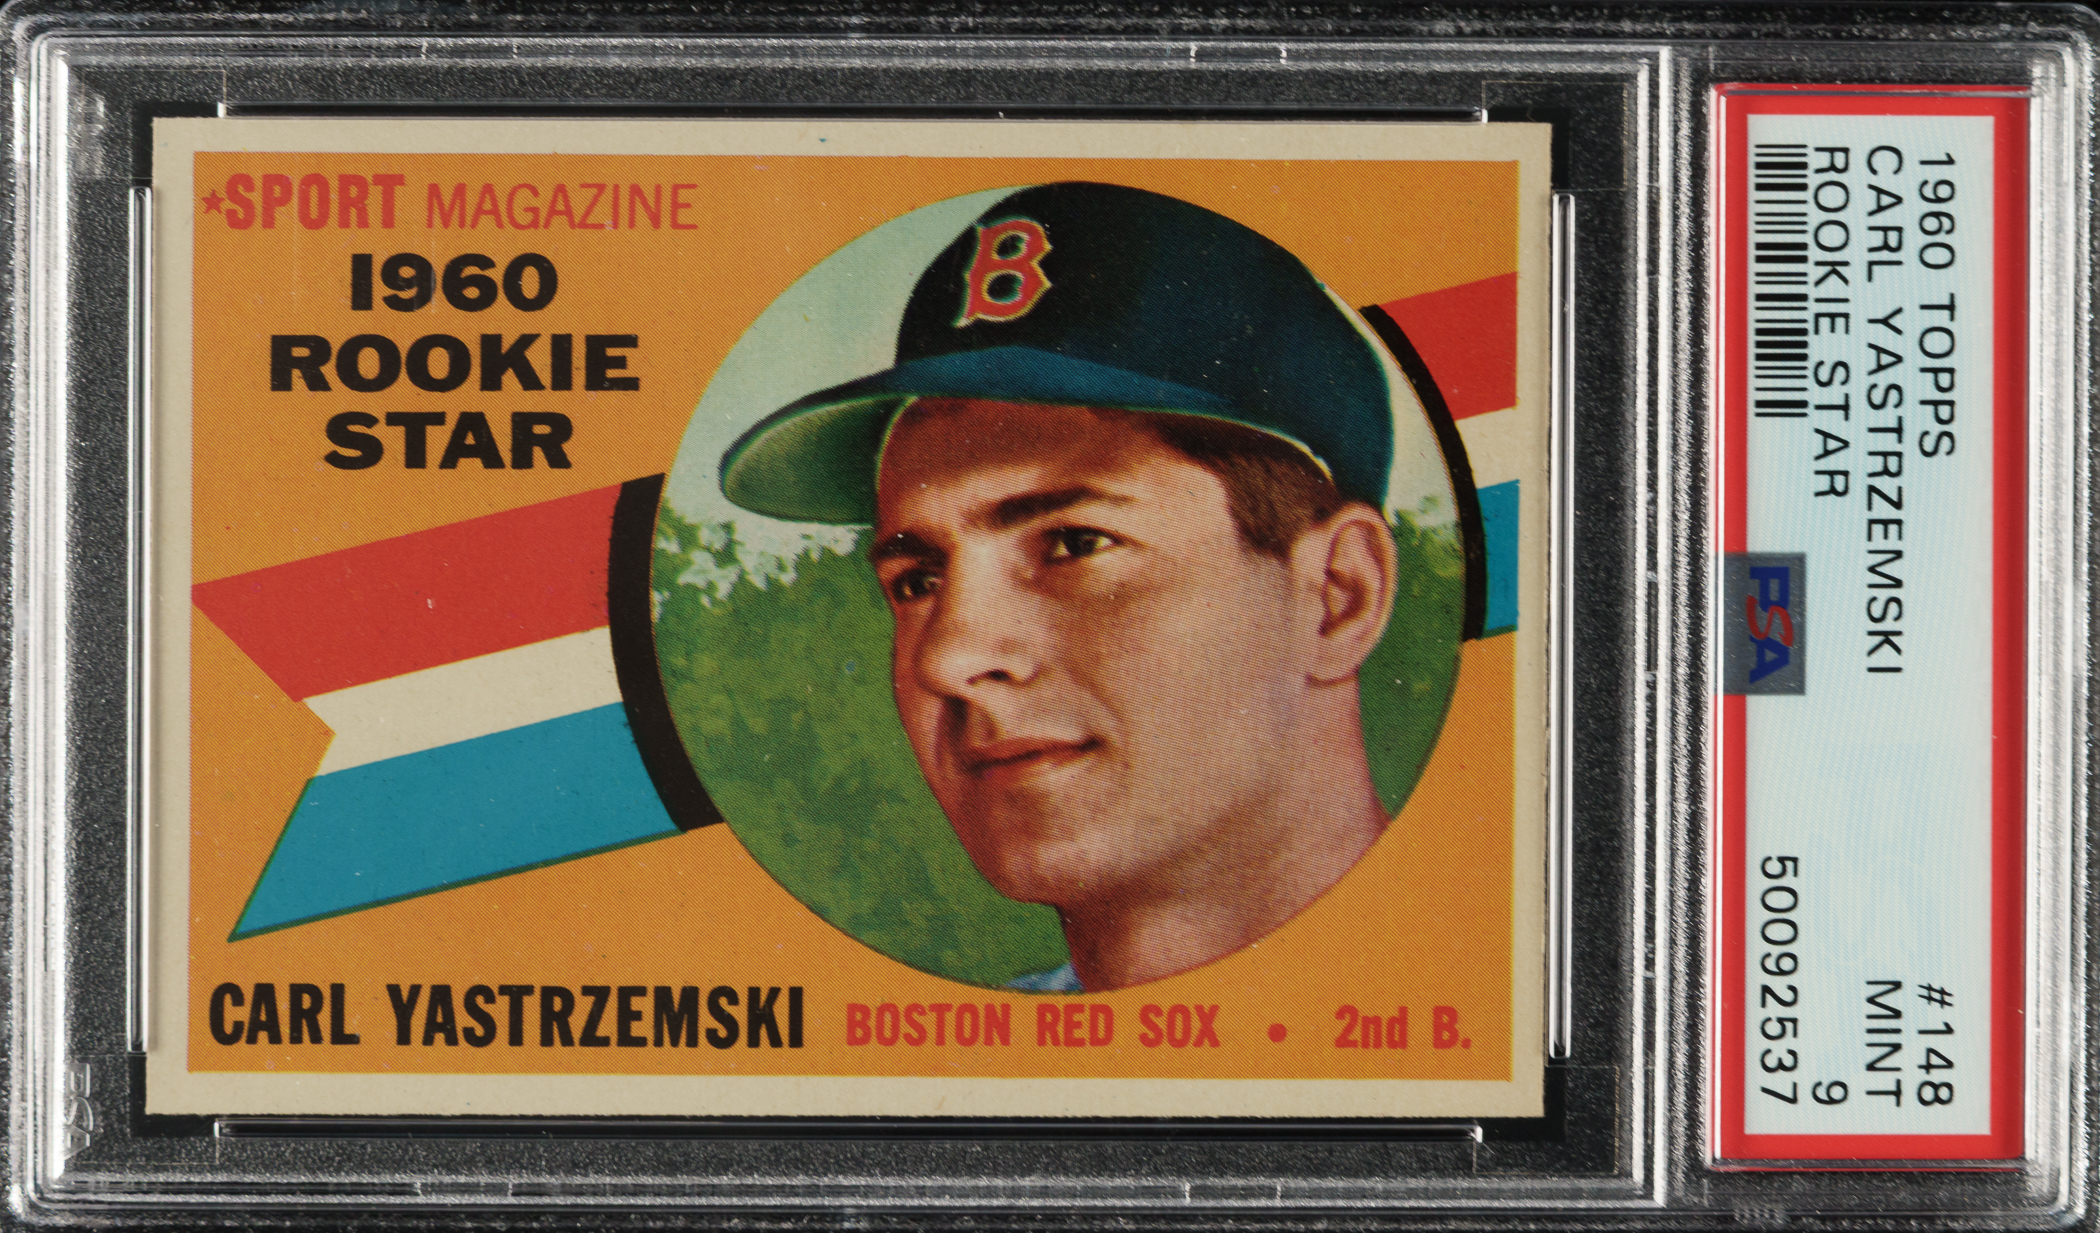 ★SPORT MAGAZINE
1960
ROOKIE
STAR
B
CARL YASTRZEMSKI BOSTON RED SOX • 2nd B.
1960 TOPPS #148
CARL YASTRZEMSKI MINT
ROOKIE STAR 9
50092537
PSA
PSA